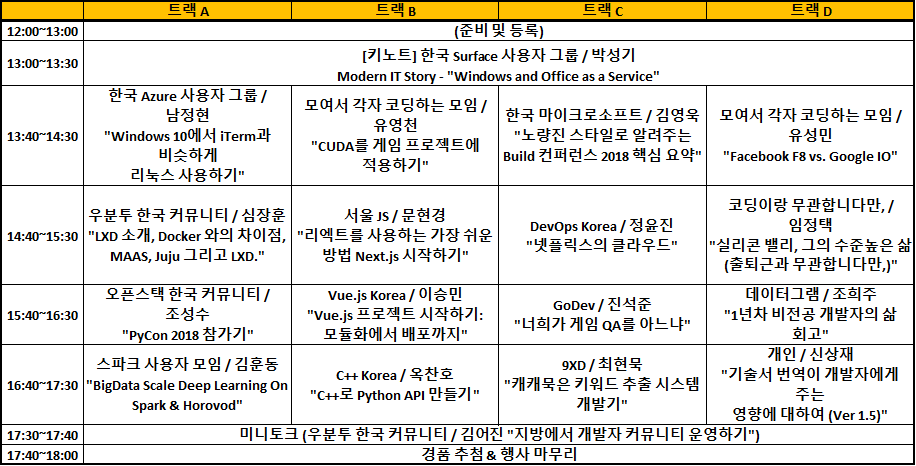 트랙 A
트랙 B
트랙 C
트랙 D
12:00~13:00
(준비 및 등록)
13:00~13:30
[키노트] 한국 Surface 사용자 그룹 / 박성기
Modern IT Story - "Windows and Office as a Service"
13:40~14:30
한국 Azure 사용자 그룹 /
남정현
"Windows 10에서 iTerm과
비슷하게
리눅스 사용하기"
모여서 각자 코딩하는 모임 /
유영천
"CUDA를 게임 프로젝트에
적용하기"
한국 마이크로소프트 / 김영욱
"노량진 스타일로 알려주는
Build 컨퍼런스 2018 핵심 요약"
모여서 각자 코딩하는 모임 /
유성민
"Facebook F8 vs. Google IO"
14:40~15:30
우분투 한국 커뮤니티 / 심장훈
"LXD 소개, Docker 와의 차이점,
MAAS, Juju 그리고 LXD."
서울 JS / 문현경
"리엑트를 사용하는 가장 쉬운
방법 Next.js 시작하기"
DevOps Korea / 정윤진
"넷플릭스의 클라우드"
코딩이랑 무관합니다만, /
임정택
"실리콘 밸리, 그의 수준높은 삶
(출퇴근과 무관합니다만,)"
15:40~16:30
오픈스택 한국 커뮤니티 /
조성수
"PyCon 2018 참가기"
Vue.js Korea / 이승민
"Vue.js 프로젝트 시작하기:
모듈화에서 배포까지"
GoDev / 진석준
"너희가 게임 QA를 아느냐"
데이터그램 / 조희주
"1년차 비전공 개발자의 삶
회고"
16:40~17:30
스파크 사용자 모임 / 김훈동
"BigData Scale Deep Learning On
Spark & Horovod"
C++ Korea / 옥찬호
"C++로 Python API 만들기"
9XD / 최현묵
"캐캐묵은 키워드 추출 시스템
개발기"
개인 / 신상재
"기술서 번역이 개발자에게
주는
영향에 대하여 (Ver 1.5)"
17:30~17:40
미니토크 (우분투 한국 커뮤니티 / 김어진 "지방에서 개발자 커뮤니티 운영하기")
17:40~18:00
경품 추첨 & 행사 마무리